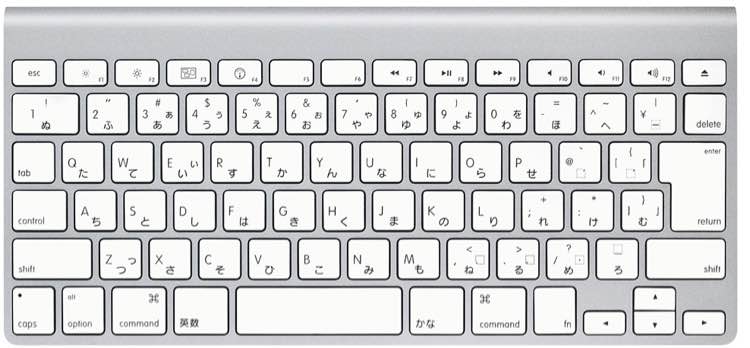 esc F1 F2 F3 F4 F5 F6 F7 F8 F9 F10 F11 F12
! " # ぁ $ ぅ % ぇ & ぉ ' ゃ ( ゅ ) ょ を = ~ |
1 ぬ 2 ふ 3 あ 4 う 5 え 6 お 7 や 8 ゆ 9 よ 0 わ - ほ ^ へ ¥ ー delete
tab Q た W て E ぃ い R す T か Y ん U な I に O ら P せ @ ゛ { 「 [ ゜ enter
control A ち S と D し F は G き H く J ま K の L り + ; れ * : け } 」 ] む return
shift Z っ つ X さ C そ V ひ B こ N み M も < 、 , ね > 。 . る ? ・ / め _ ろ shift
caps alt option ⌘ command 英数 かな ⌘ command fn ◄ ▲ ▼ ►